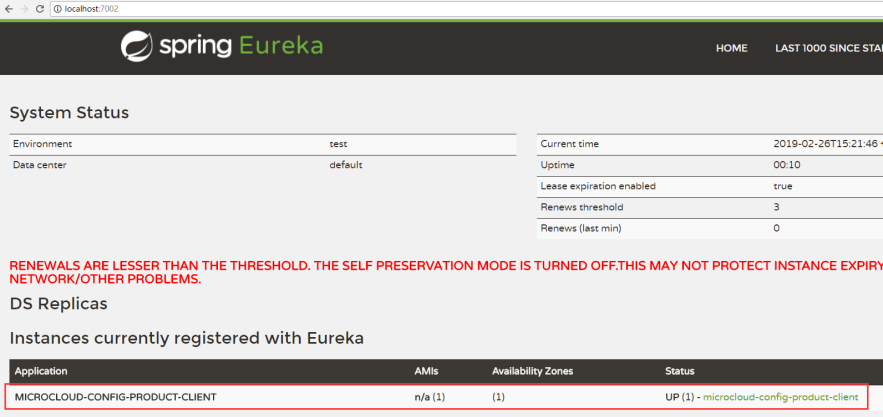 localhost:7002
spring Eureka
HOME LAST 1000 SINCE STA
System Status
Environment test
Data center default
Current time 2019-02-26T15:21:46 +
Uptime 00:10
Lease expiration enabled true
Renews threshold 3
Renews (last min) 0
RENEWALS ARE LESSER THAN THE THRESHOLD. THE SELF PRESERVATION MODE IS TURNED OFF.THIS MAY NOT PROTECT INSTANCE EXPIRY
NETWORK/OTHER PROBLEMS.
DS Replicas
Instances currently registered with Eureka
Application AMIs Availability Zones Status
MICROCLOUD-CONFIG-PRODUCT-CLIENT n/a (1) (1) UP (1) - microcloud-config-product-client